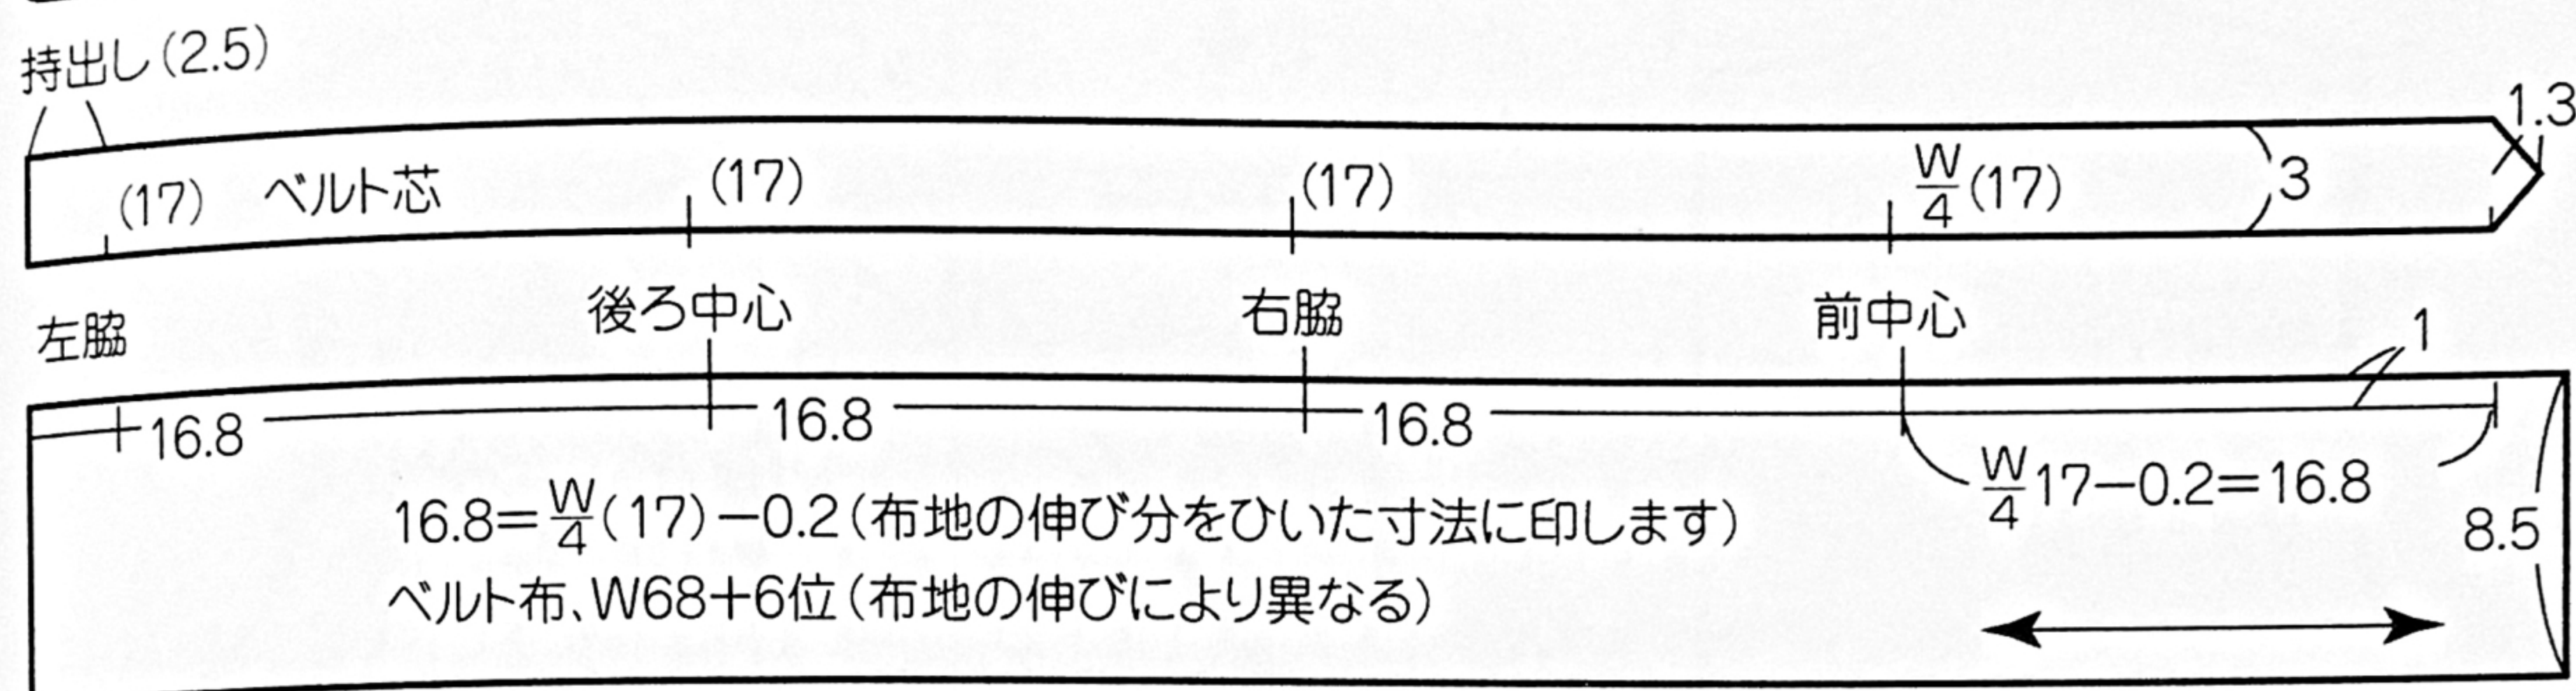 持出し(2.5)
1.3
(17) ベルト芯 (17) (17) W/4(17) 3
左脇 後ろ中心 右脇 前中心 1
16.8 16.8 16.8
W/4 17−0.2=16.8
16.8=W/4(17)−0.2(布地の伸び分をひいた寸法に印します)
8.5
ベルト布、W68+6位(布地の伸びにより異なる)